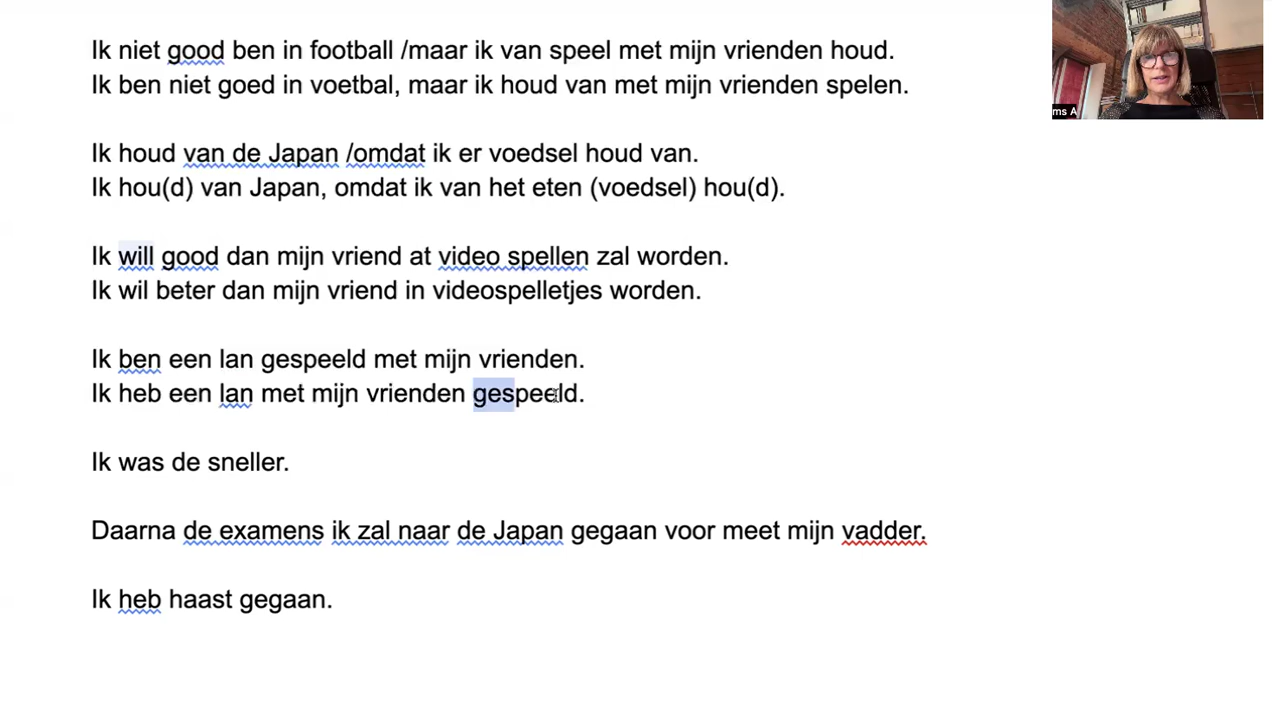 Ik niet good ben in football /maar ik van speel met mijn vrienden houd.
Ik ben niet goed in voetbal, maar ik houd van met mijn vrienden spelen.
Ik houd van de Japan /omdat ik er voedsel houd van.
Ik hou(d) van Japan, omdat ik van het eten (voedsel) hou(d).
Ik will good dan mijn vriend at video spellen zal worden.
Ik wil beter dan mijn vriend in videospelletjes worden.
Ik ben een lan gespeeld met mijn vrienden.
Ik heb een lan met mijn vrienden gespeeld.
Ik was de sneller.
Daarna de examens ik zal naar de Japan gegaan voor meet mijn vadder.
Ik heb haast gegaan.
ms A